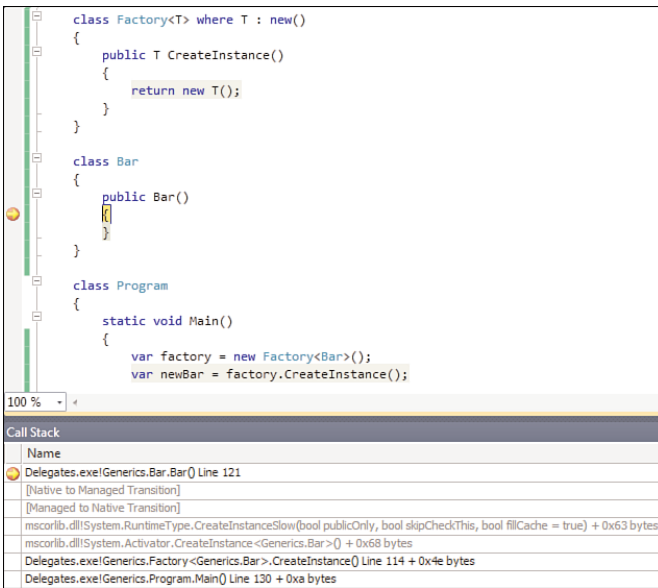 class Factory<T> where T : new()
{
public T CreateInstance()
{
return new T();
}
}
class Bar
{
public Bar()
{
}
}
class Program
{
static void Main()
{
var factory = new Factory<Bar>();
var newBar = factory.CreateInstance();
100 %
Call Stack
Name
Delegates.exe!Generics.Bar.Bar() Line 121
[Native to Managed Transition]
[Managed to Native Transition]
mscorlib.dll!System.RuntimeType.CreateInstanceSlow(bool publicOnly, bool skipCheckThis, bool fillCache = true) + 0x63 bytes
mscorlib.dll!System.Activator.CreateInstance<Generics.Bar>() + 0x68 bytes
Delegates.exe!Generics.Factory<Generics.Bar>.CreateInstance() Line 114 + 0x4e bytes
Delegates.exe!Generics.Program.Main() Line 130 + 0xa bytes